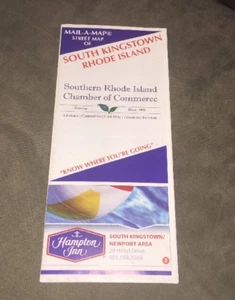 MAIL-A-MAP®
STREET MAP
OF
SOUTH KINGSTOWN
RHODE ISLAND
Southern Rhode Island
Chamber of Commerce
"KNOW WHERE YOU'RE GOING"
Hampton
Inn
SOUTH KINGSTOWN/
NEWPORT AREA